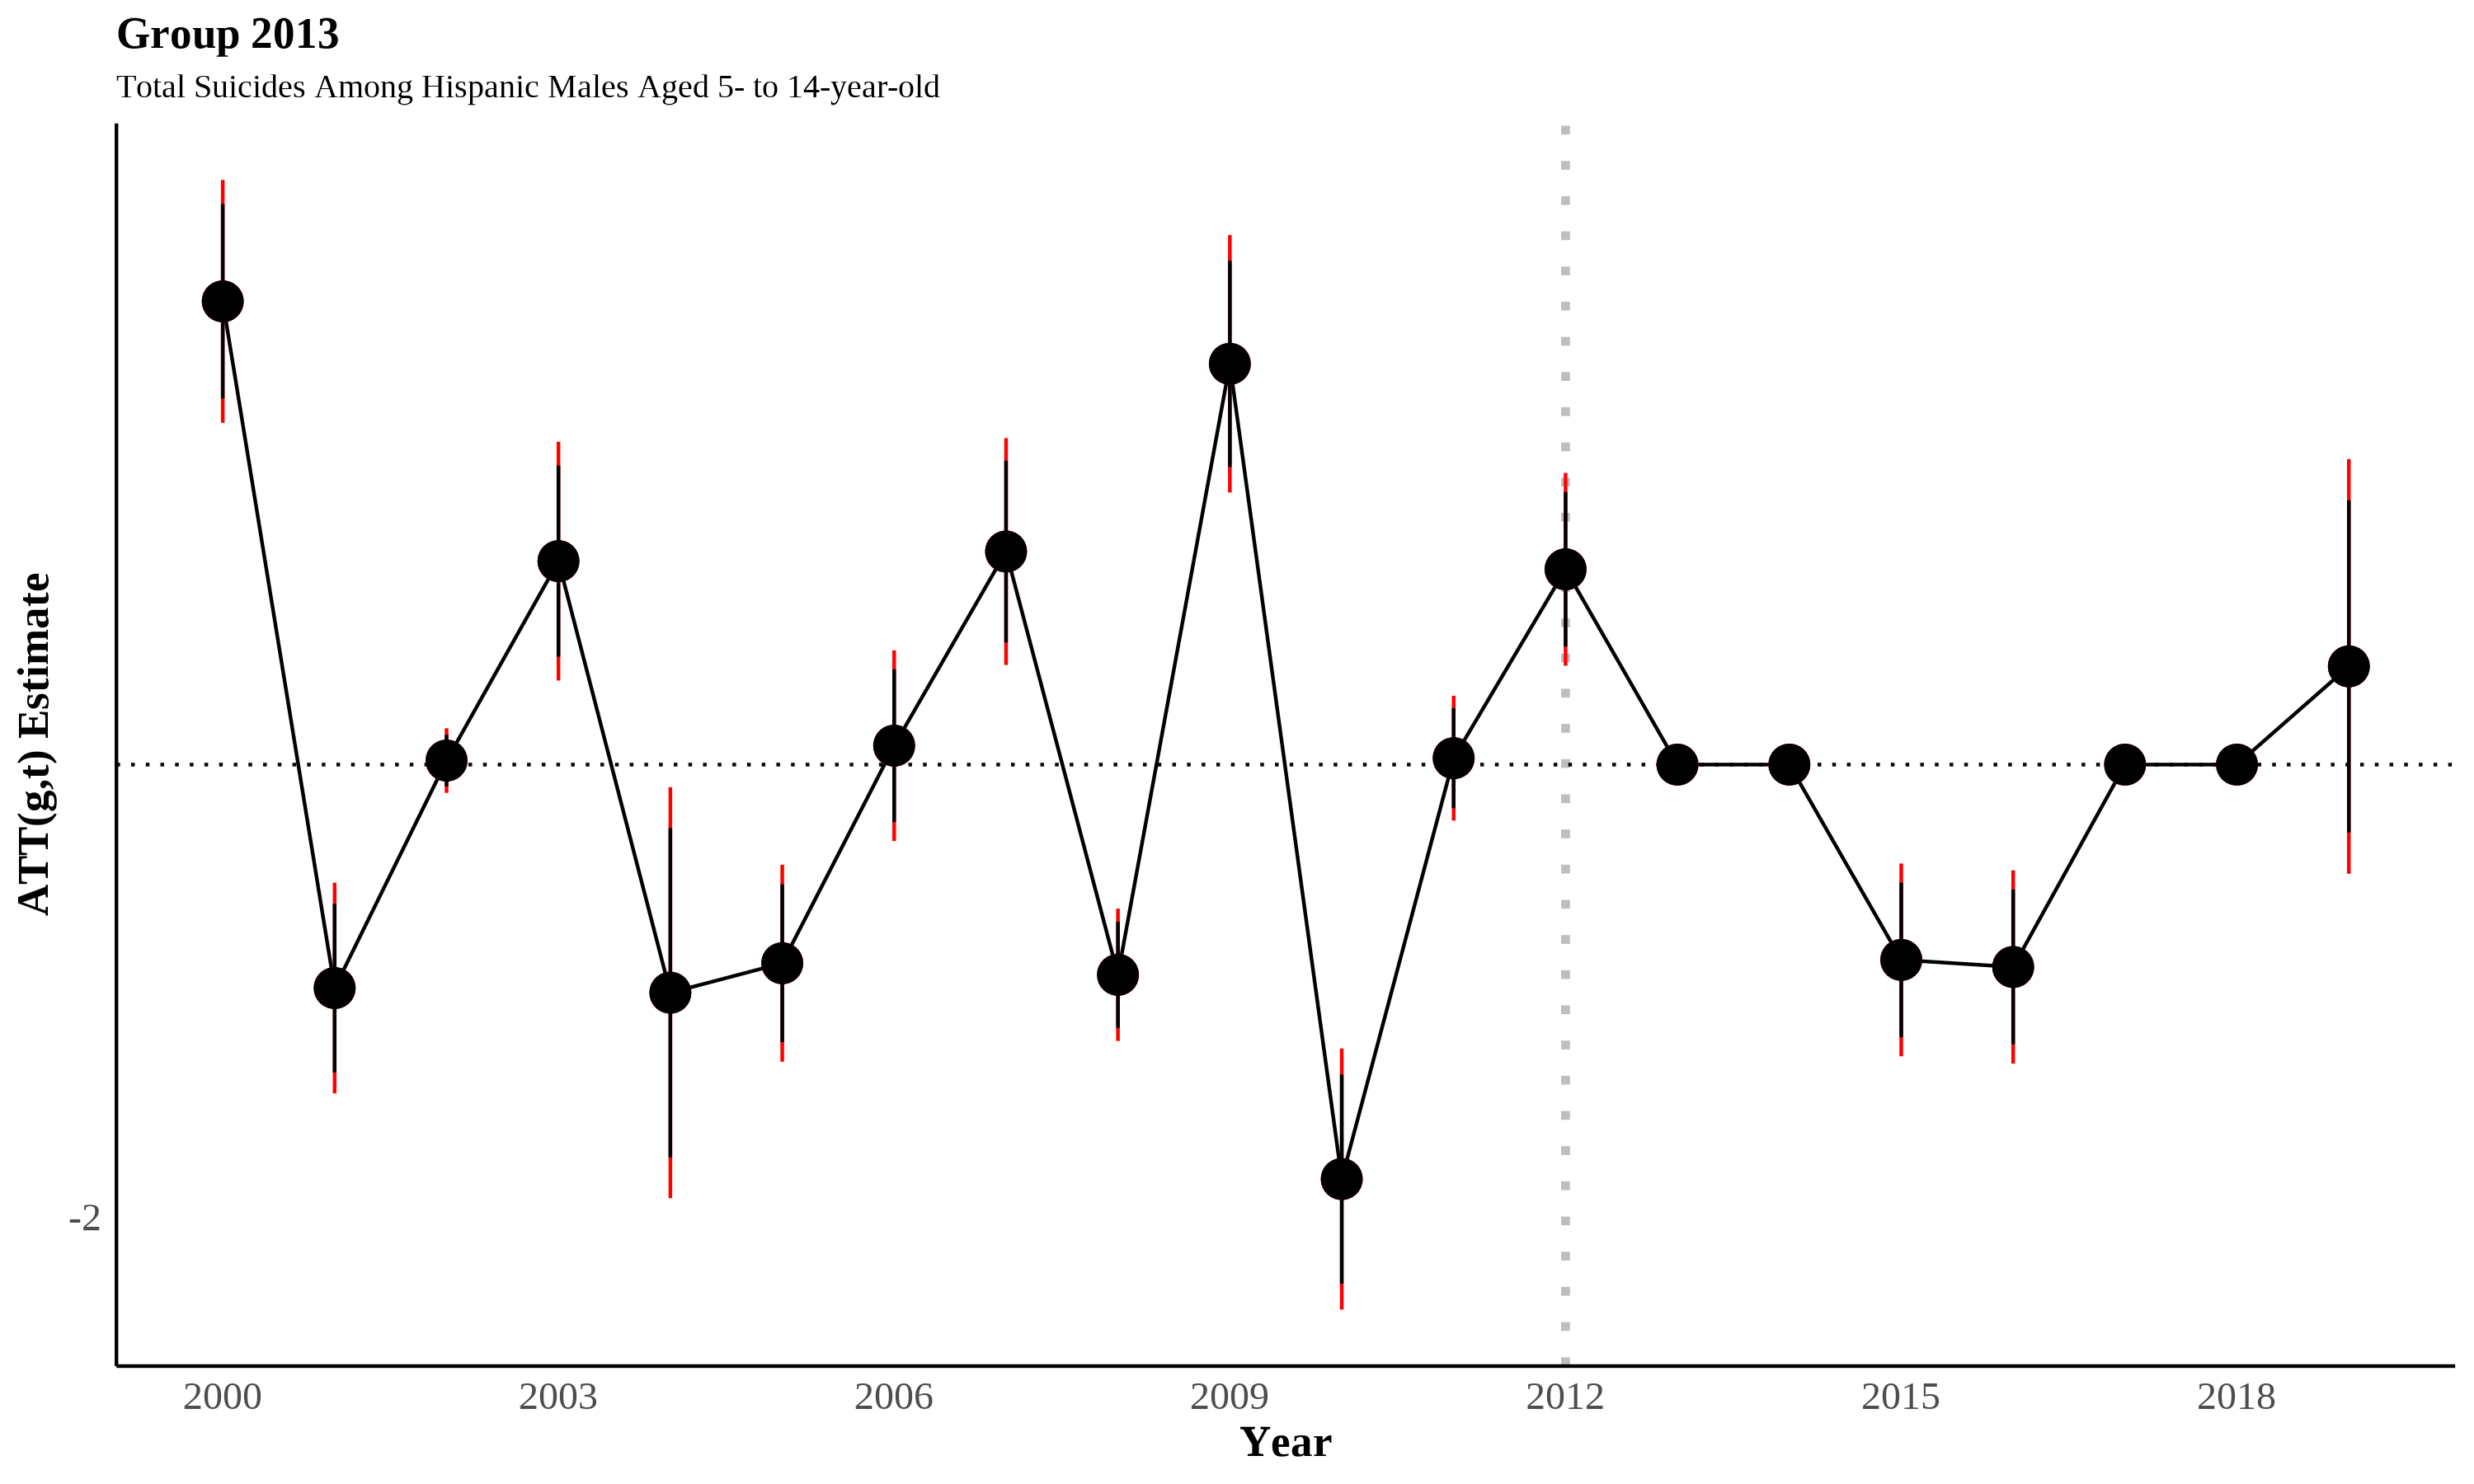 Group 2013
Total Suicides Among Hispanic Males Aged 5- to 14-year-old
ATT(g,t) Estimate
-2
2000 2003 2006 2009 2012 2015 2018
Year